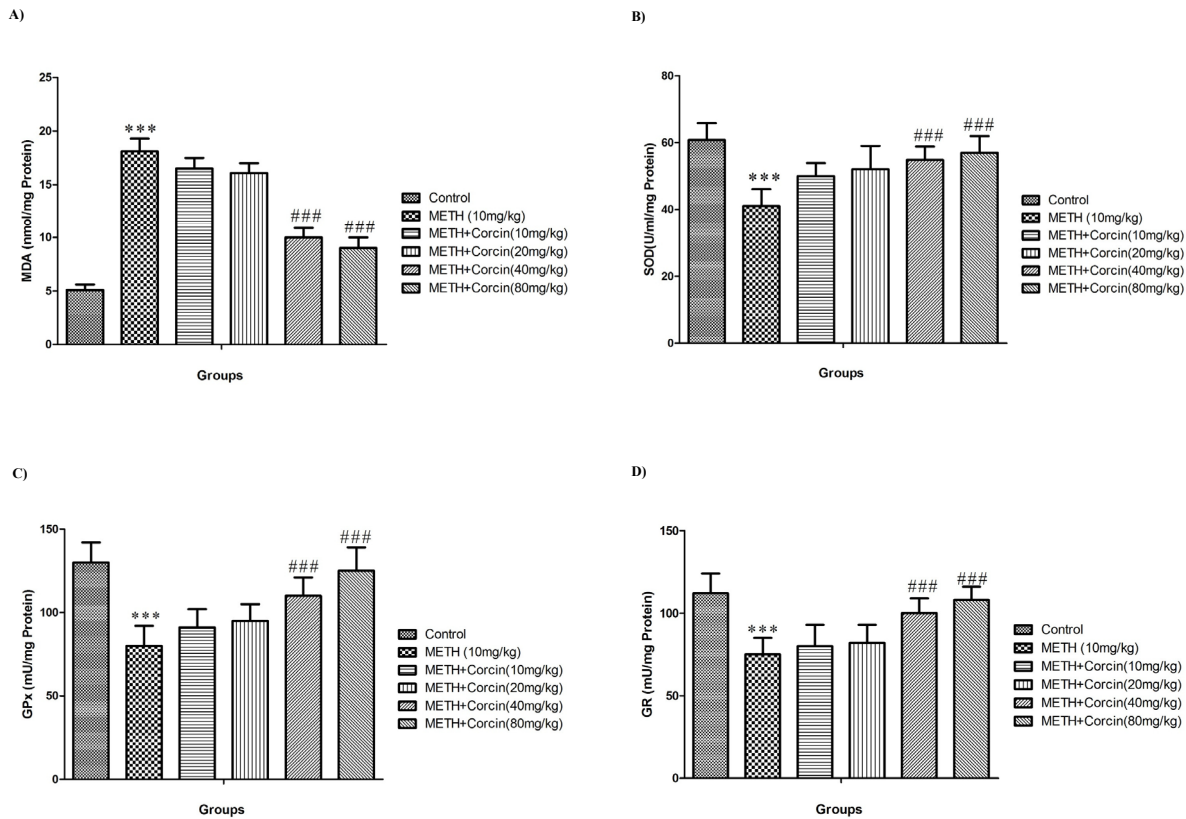 A)
MDA (nmol/mg Protein)
25
20
15
10
5
0
***
###
###
Groups
Control
METH (10mg/kg)
METH+Corcin(10mg/kg)
METH+Corcin(20mg/kg)
METH+Corcin(40mg/kg)
METH+Corcin(80mg/kg)
B)
SOD(U/ml/mg Protein)
80
60
40
20
0
***
###
###
Groups
Control
METH (10mg/kg)
METH+Corcin(10mg/kg)
METH+Corcin(20mg/kg)
METH+Corcin(40mg/kg)
METH+Corcin(80mg/kg)
C)
GPx (mU/mg Protein)
150
100
50
0
***
###
###
Groups
Control
METH (10mg/kg)
METH+Corcin(10mg/kg)
METH+Corcin(20mg/kg)
METH+Corcin(40mg/kg)
METH+Corcin(80mg/kg)
D)
GR (mU/mg Protein)
150
100
50
0
***
###
###
Groups
Control
METH (10mg/kg)
METH+Corcin(10mg/kg)
METH+Corcin(20mg/kg)
METH+Corcin(40mg/kg)
METH+Corcin(80mg/kg)